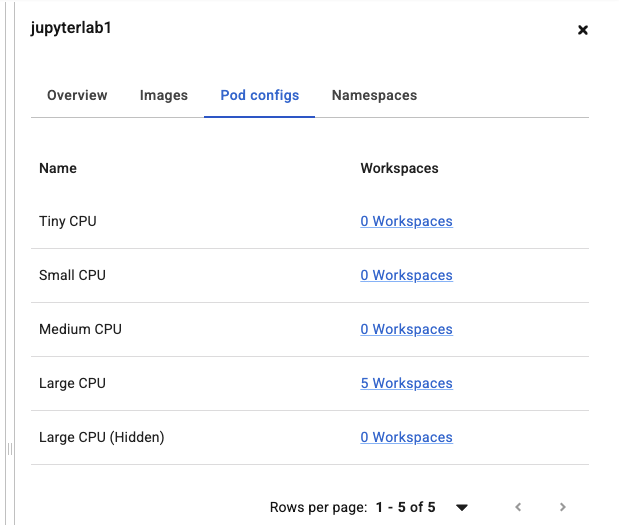 jupyterlab1
Overview Images Pod configs Namespaces
Name Workspaces
Tiny CPU 0 Workspaces
Small CPU 0 Workspaces
Medium CPU 0 Workspaces
Large CPU 5 Workspaces
Large CPU (Hidden) 0 Workspaces
Rows per page: 1 - 5 of 5